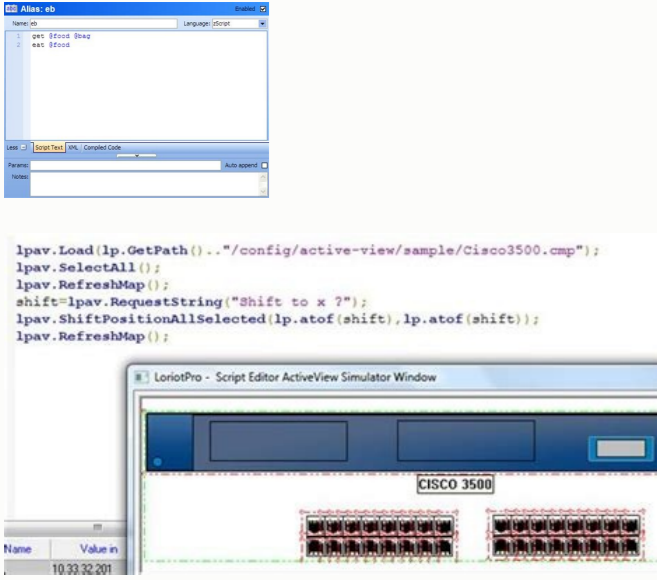 Alias: eb
Enabled
Name: eb
Language: zScript
1 get @food @bag
2 eat @food
Less
Script Text XML Compiled Code
Params:
Auto append
Notes:
lpav.Load(lp.GetPath().."/config/active-view/sample/Cisco3500.cmp");
lpav.SelectAll();
lpav.RefreshMap();
shift=lpav.RequestString("Shift to x ?");
lpav.ShiftPositionAllSelected(lp.atof(shift),lp.atof(shift));
lpav.RefreshMap();
LoriotPro - Script Editor ActiveView Simulator Window
CISCO 3500
Name Value in
10.33.32.201